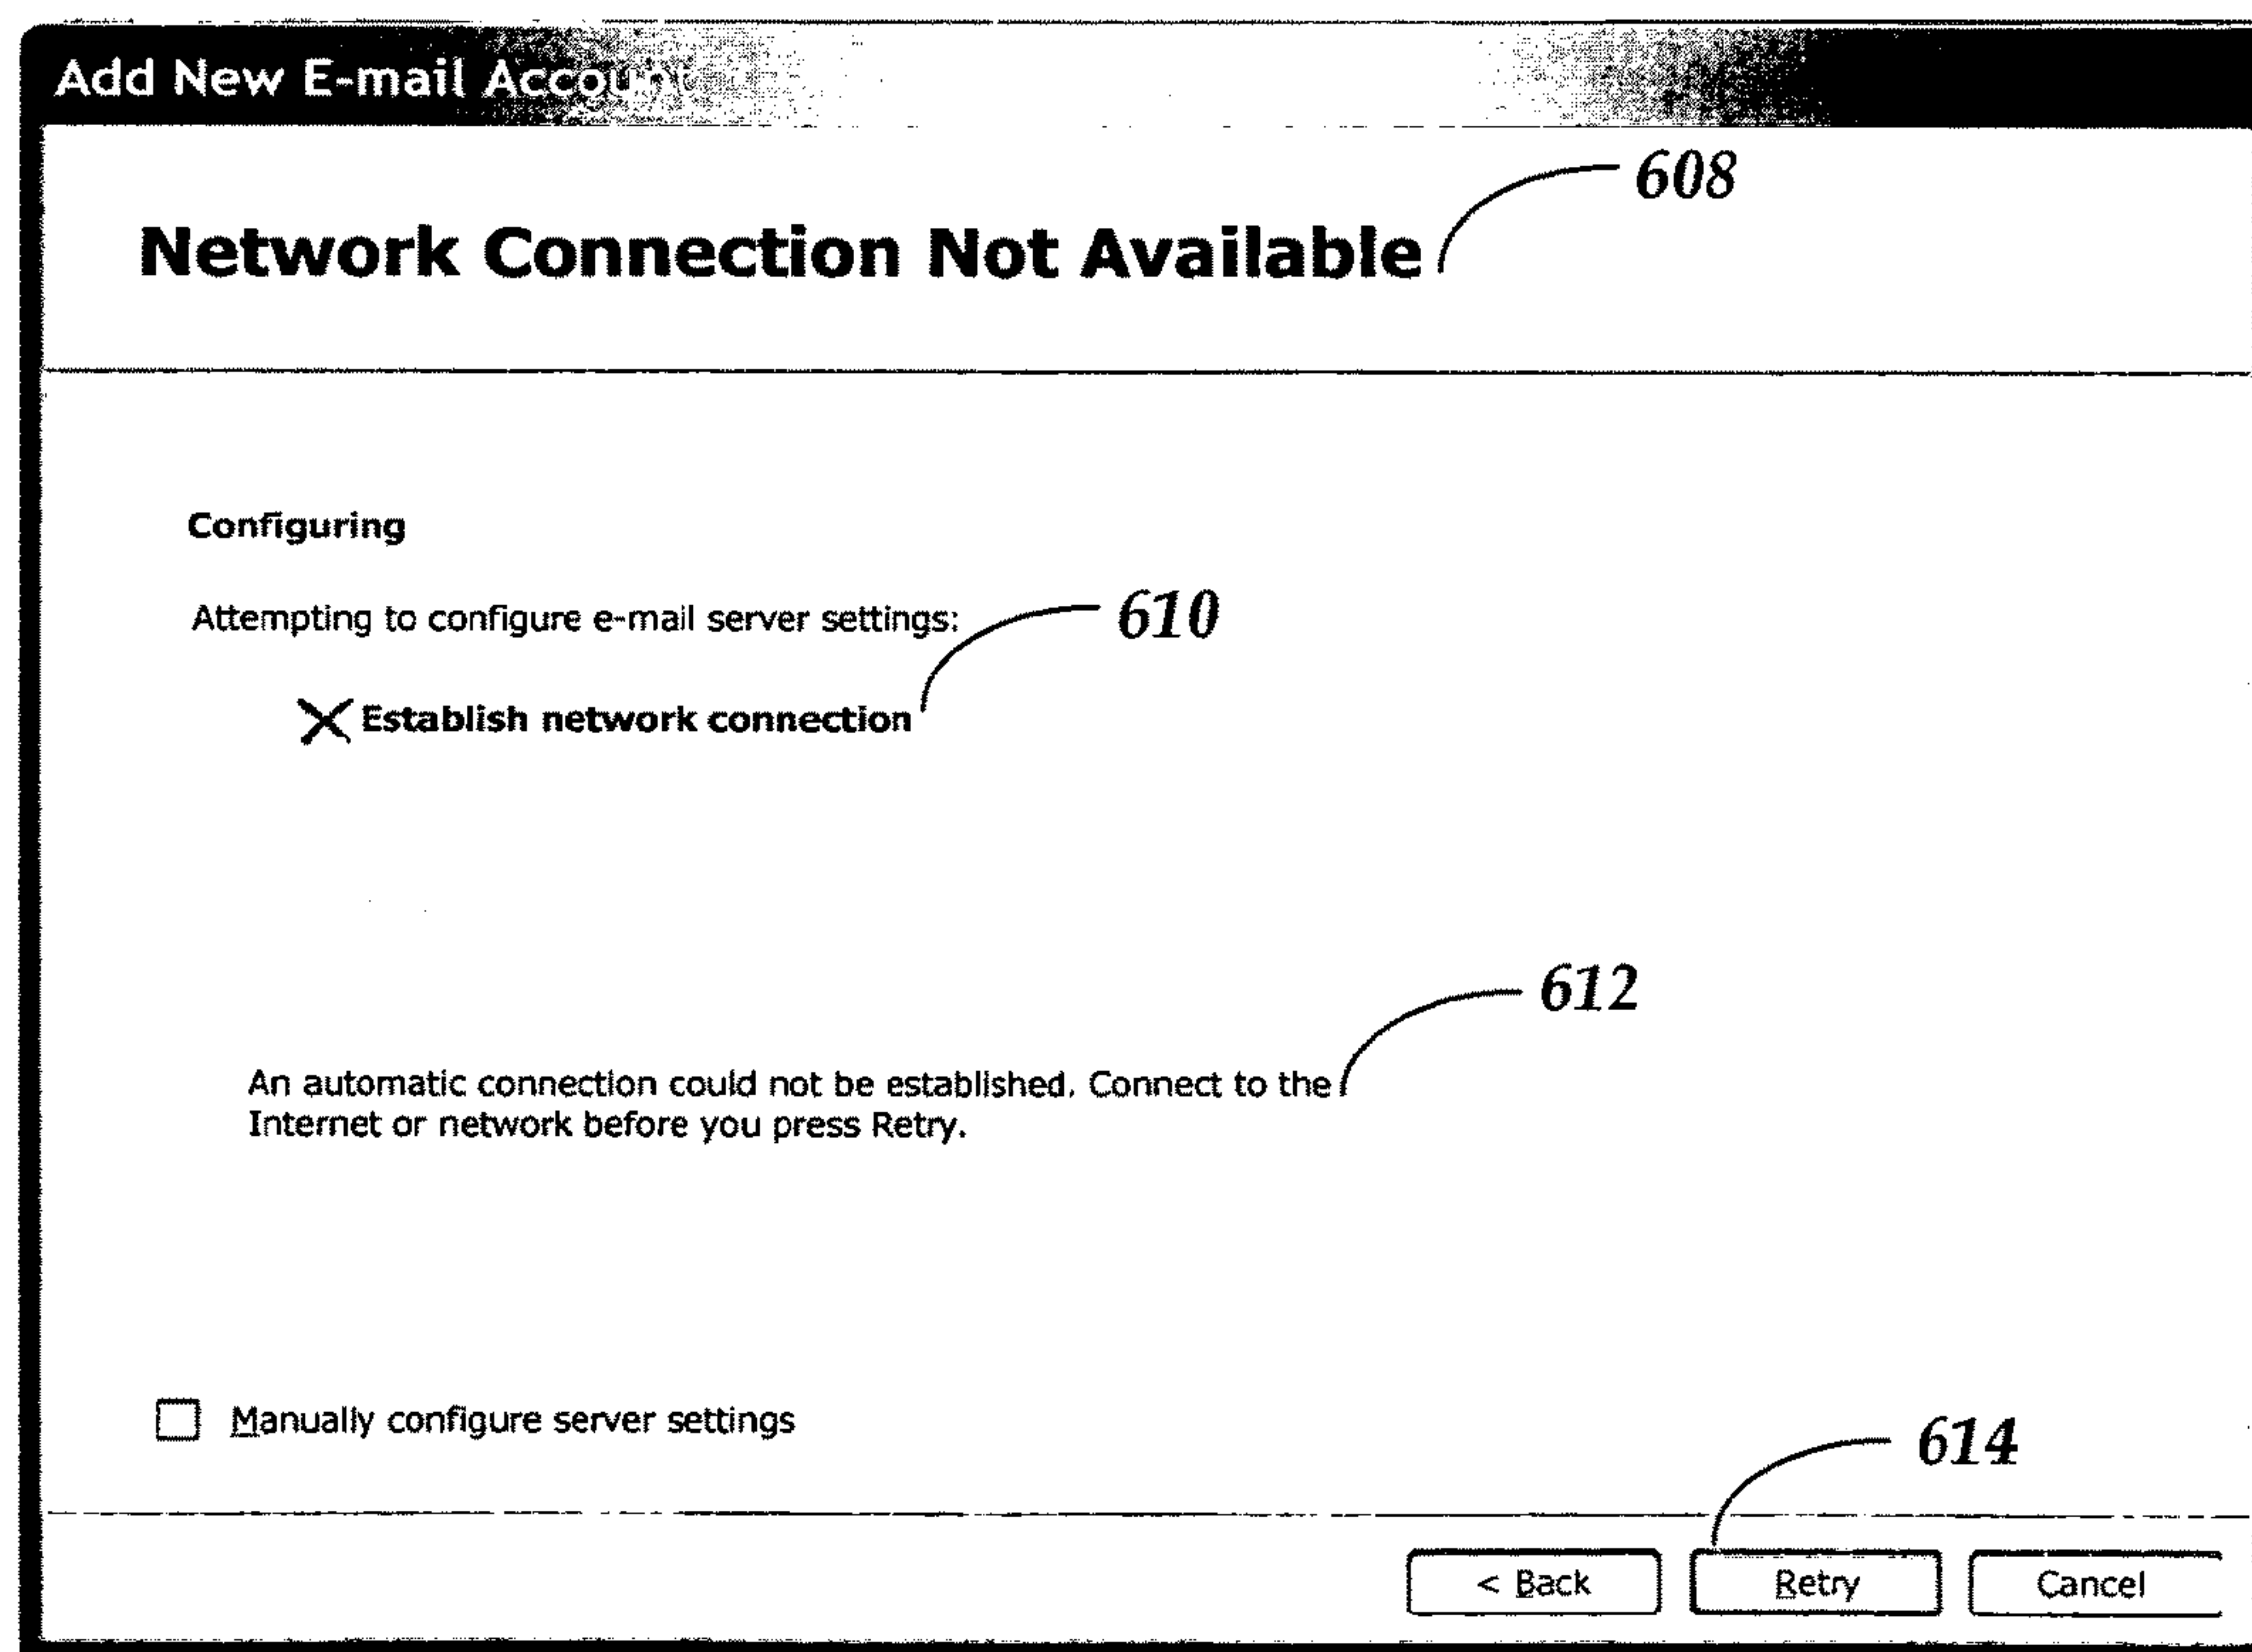 Add New E-mail Account
608
Network Connection Not Available
Configuring
Attempting to configure e-mail server settings:
610
Establish network connection
612
An automatic connection could not be established. Connect to the
Internet or network before you press Retry.
Manually configure server settings
614
< Back
Retry
Cancel